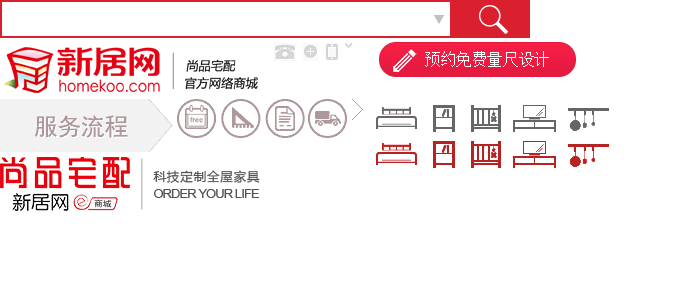 新居网
homekoo.com
尚品宅配
官方网络商城
预约免费量尺设计
服务流程
free
尚品宅配
新居网
e商城
科技定制全屋家具
ORDER YOUR LIFE